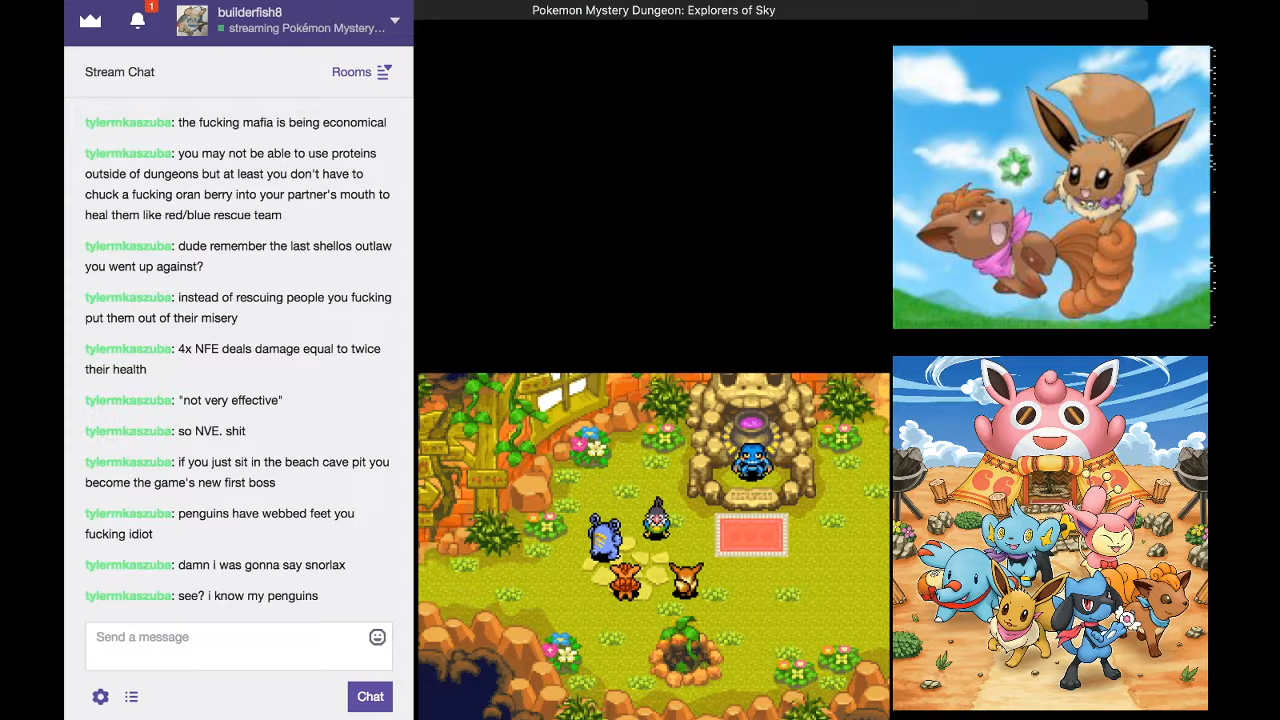 Pokemon Mystery Dungeon: Explorers of Sky
1
builderfish8
streaming Pokémon Mystery...
Stream Chat
Rooms
tylermkaszuba: the fucking mafia is being economical
tylermkaszuba: you may not be able to use proteins
outside of dungeons but at least you don't have to
chuck a fucking oran berry into your partner's mouth to
heal them like red/blue rescue team
tylermkaszuba: dude remember the last shellos outlaw
you went up against?
tylermkaszuba: instead of rescuing people you fucking
put them out of their misery
tylermkaszuba: 4x NFE deals damage equal to twice
their health
tylermkaszuba: "not very effective"
tylermkaszuba: so NVE. shit
tylermkaszuba: if you just sit in the beach cave pit you
become the game's new first boss
tylermkaszuba: penguins have webbed feet you
fucking idiot
tylermkaszuba: damn i was gonna say snorlax
tylermkaszuba: see? i know my penguins
Send a message
Chat